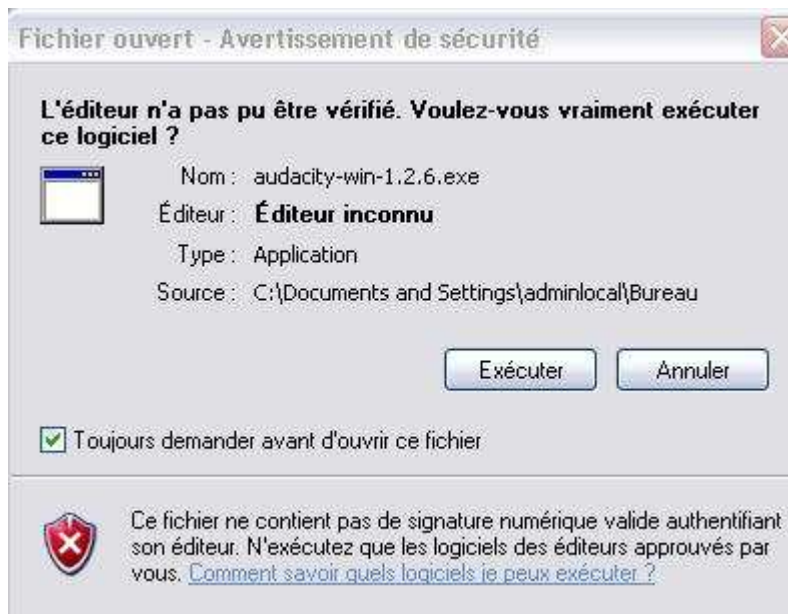 Fichier ouvert - Avertissement de sécurité
L'éditeur n'a pas pu être vérifié. Voulez-vous vraiment exécuter
ce logiciel ?
Nom : audacity-win-1.2.6.exe
Éditeur : Éditeur inconnu
Type : Application
Source : C:\Documents and Settings\adminlocal\Bureau
Exécuter Annuler
Toujours demander avant d'ouvrir ce fichier
Ce fichier ne contient pas de signature numérique valide authentifiant
son éditeur. N'exécutez que les logiciels des éditeurs approuvés par
vous. Comment savoir quels logiciels je peux exécuter ?